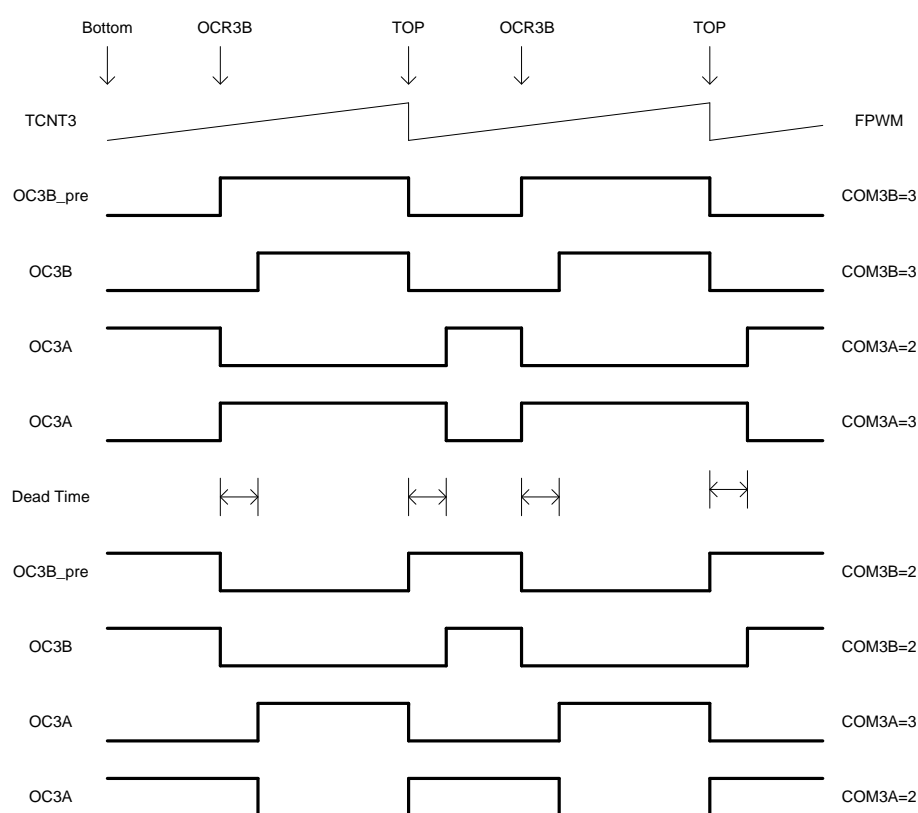 Bottom OCR3B TOP OCR3B TOP
TCNT3 FPWM
OC3B_pre COM3B=3
OC3B COM3B=3
OC3A COM3A=2
OC3A COM3A=3
Dead Time
OC3B_pre COM3B=2
OC3B COM3B=2
OC3A COM3A=3
OC3A COM3A=2